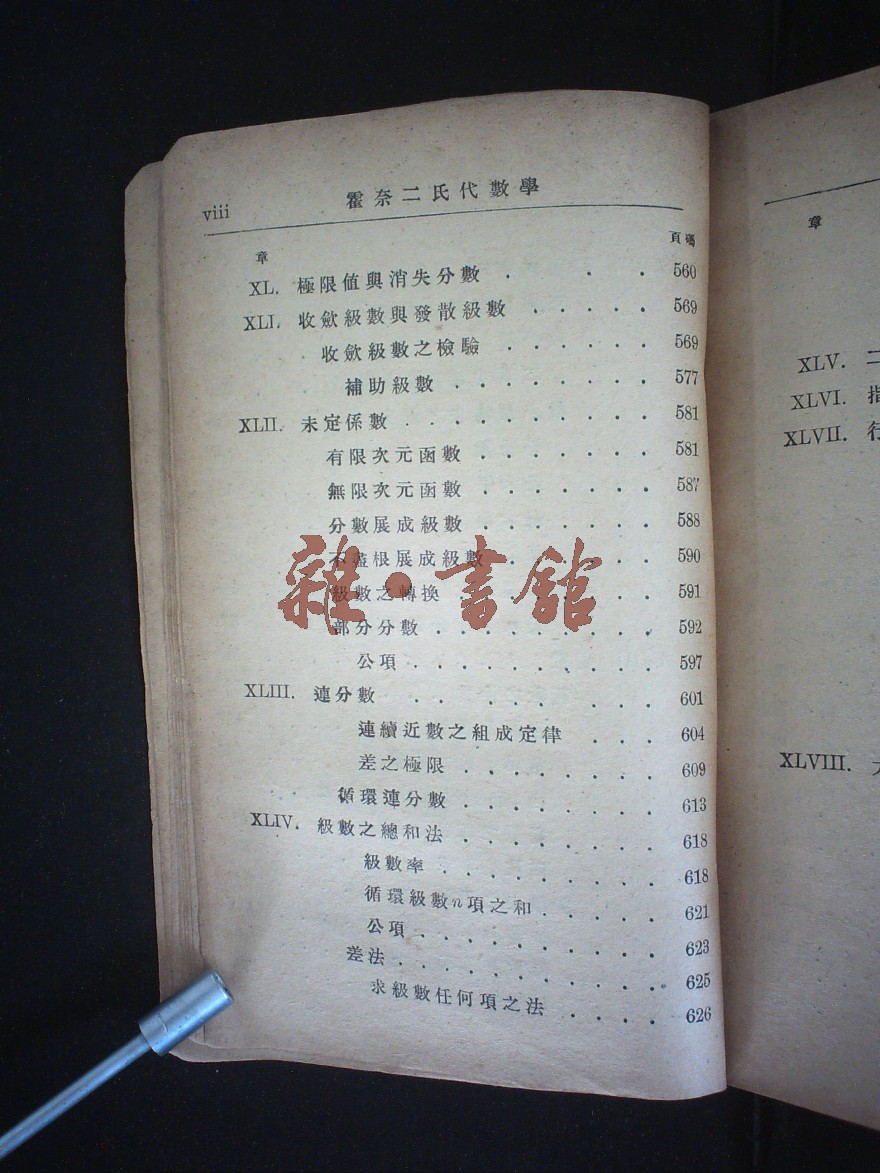 viii 霍奈二氏代數學
章 頁碼
XL. 極限值與消失分數 . . . 560
XLI. 收歛級數與發散級數 . . . . . 569
收歛級數之檢驗 . . . . . . 569
補助級數 . . . . . . . . 577
XLII. 未定係數 . . . . . . . . . 581
有限次元函數 . . . . . . . 581
無限次元函數 . . . . . . . 587
分數展成級數 . . . . . . . 588
不盡根展成級數 . . . . . . 590
級數之轉換 . . . . . . . . 591
部分分數 . . . . . . . . 592
公項 . . . . . . . . . 597
XLIII. 連分數 . . . . . . . 601
連續近數之組成定律 . . . 604
差之極限 . . . . . . . 609
循環連分數 . . . . . . . 613
XLIV. 級數之總和法 . . . . . . . 618
級數率 . . . . . . . . 618
循環級數n項之和 . . . . . 621
公項 . . . . . . . . . 623
差法 . . . . . . . . . 625
求級數任何項之法 . . . . 626
雜·書館
章
XLV. 二
XLVI. 指
XLVII. 行
XLVIII.